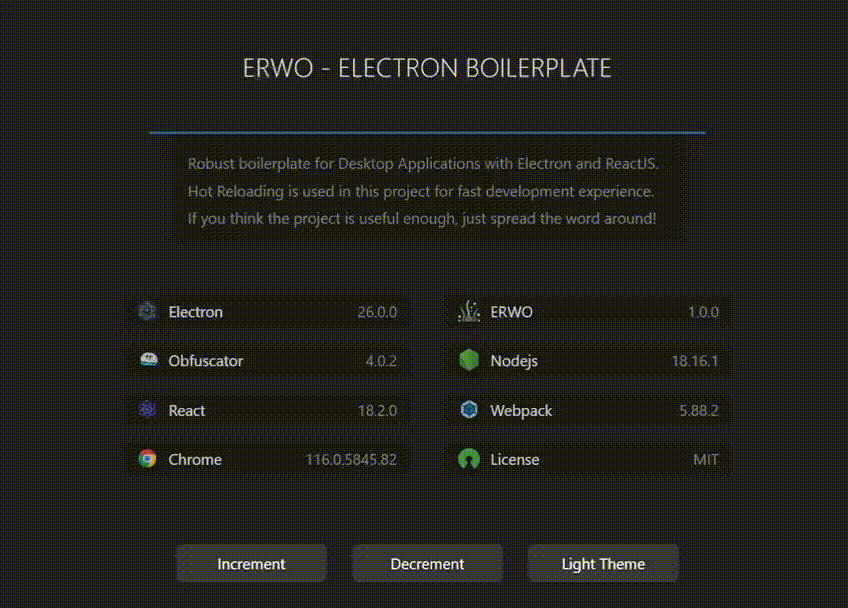 ERWO - ELECTRON BOILERPLATE
Robust boilerplate for Desktop Applications with Electron and ReactJS.
Hot Reloading is used in this project for fast development experience.
If you think the project is useful enough, just spread the word around!
Electron 26.0.0 ERWO 1.0.0
Obfuscator 4.0.2 Nodejs 18.16.1
React 18.2.0 Webpack 5.88.2
Chrome 116.0.5845.82 License MIT
Increment Decrement Light Theme